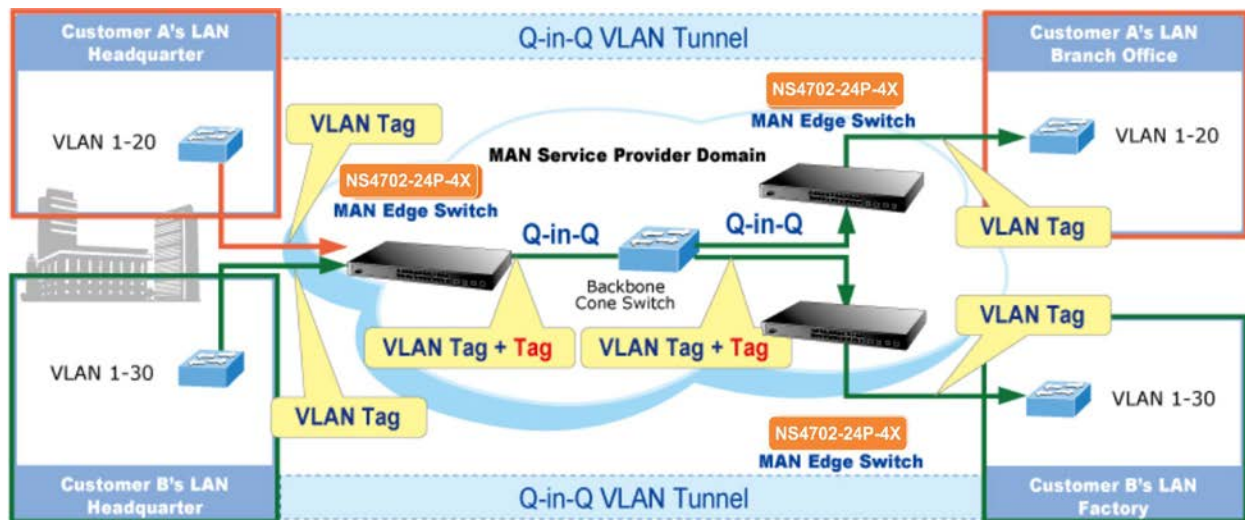 Customer A's LAN
Headquarter
Q-in-Q VLAN Tunnel
Customer A's LAN
Branch Office
VLAN 1-20
VLAN Tag
NS4702-24P-4X
MAN Edge Switch
MAN Service Provider Domain
NS4702-24P-4X
MAN Edge Switch
VLAN 1-20
VLAN Tag
Q-in-Q
Q-in-Q
Backbone
Cone Switch
VLAN Tag + Tag
VLAN Tag + Tag
VLAN Tag
VLAN 1-30
VLAN Tag
VLAN 1-30
NS4702-24P-4X
MAN Edge Switch
Customer B's LAN
Headquarter
Q-in-Q VLAN Tunnel
Customer B's LAN
Factory